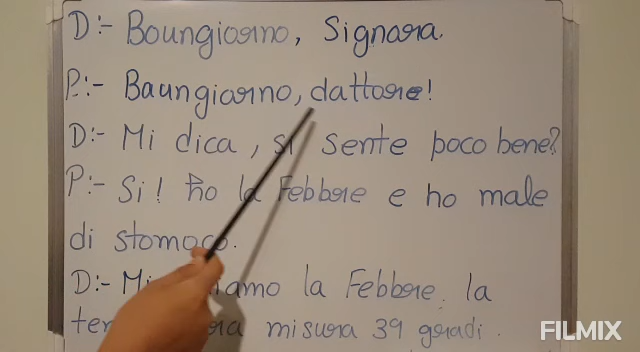 D:- Boungiorno, Signara.
P:- Baungiorno, dattore!
D:- Mi dica, si sente poco bene?
P:- Si! ho la Febbre e ho male
di stomoco.
D:- la Febbre. la
misura 39 gradi.
FILMIX